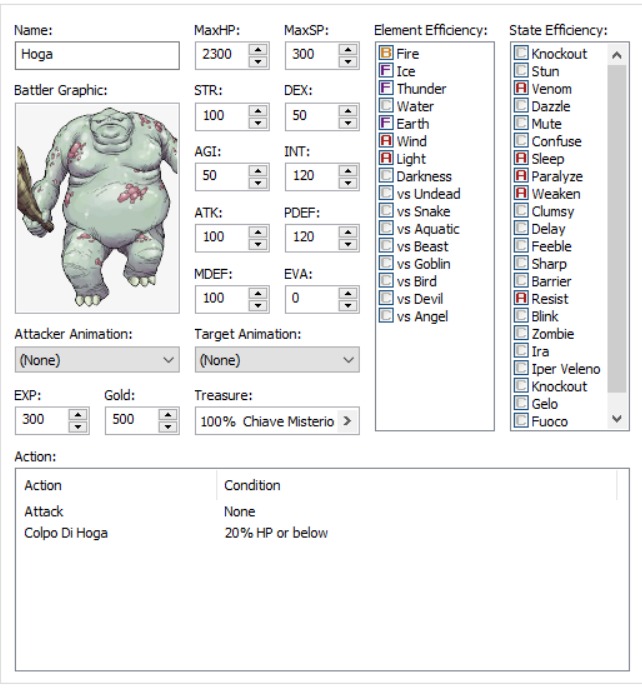 Name:
Hoga
MaxHP:
2300
MaxSP:
300
Battler Graphic:
STR:
100
DEX:
50
AGI:
50
INT:
120
ATK:
100
PDEF:
120
MDEF:
100
EVA:
0
Attacker Animation:
(None)
Target Animation:
(None)
EXP:
300
Gold:
500
Treasure:
100% Chiave Misterio >
Element Efficiency:
B Fire
F Ice
F Thunder
C Water
F Earth
A Wind
A Light
C Darkness
C vs Undead
C vs Snake
C vs Aquatic
C vs Beast
C vs Goblin
C vs Bird
C vs Devil
C vs Angel
State Efficiency:
C Knockout
C Stun
A Venom
C Dazzle
C Mute
C Confuse
A Sleep
A Paralyze
A Weaken
C Clumsy
C Delay
C Feeble
C Sharp
C Barrier
A Resist
C Blink
C Zombie
C Ira
C Iper Veleno
C Knockout
C Gelo
C Fuoco
Action:
Action Condition
Attack None
Colpo Di Hoga 20% HP or below